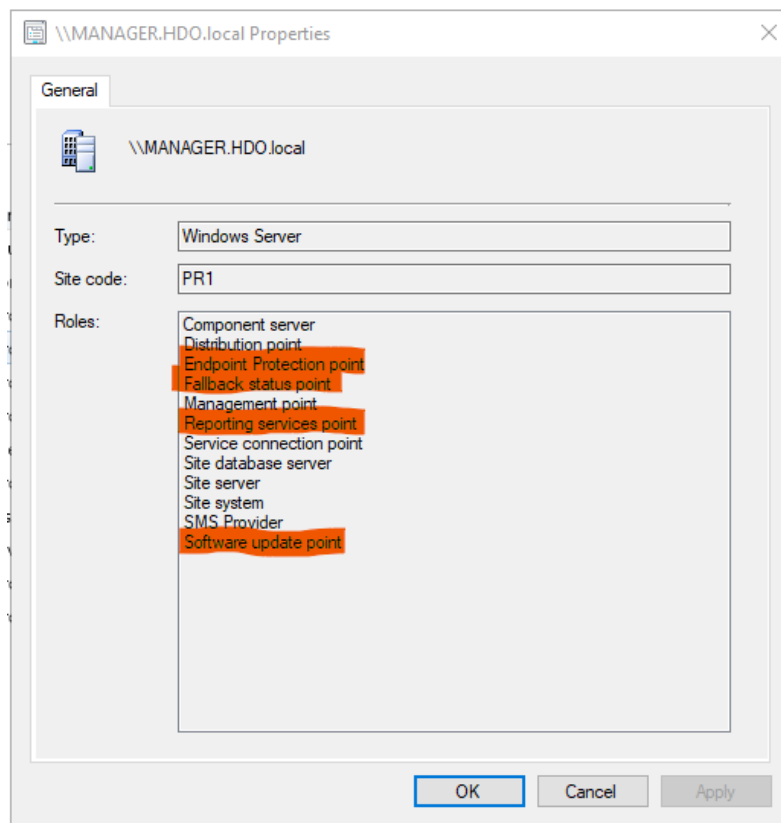 \\MANAGER.HDO.local Properties
General
\\MANAGER.HDO.local
Type:
Windows Server
Site code:
PR1
Roles:
Component server
Distribution point
Endpoint Protection point
Fallback status point
Management point
Reporting services point
Service connection point
Site database server
Site server
Site system
SMS Provider
Software update point
OK
Cancel
Apply